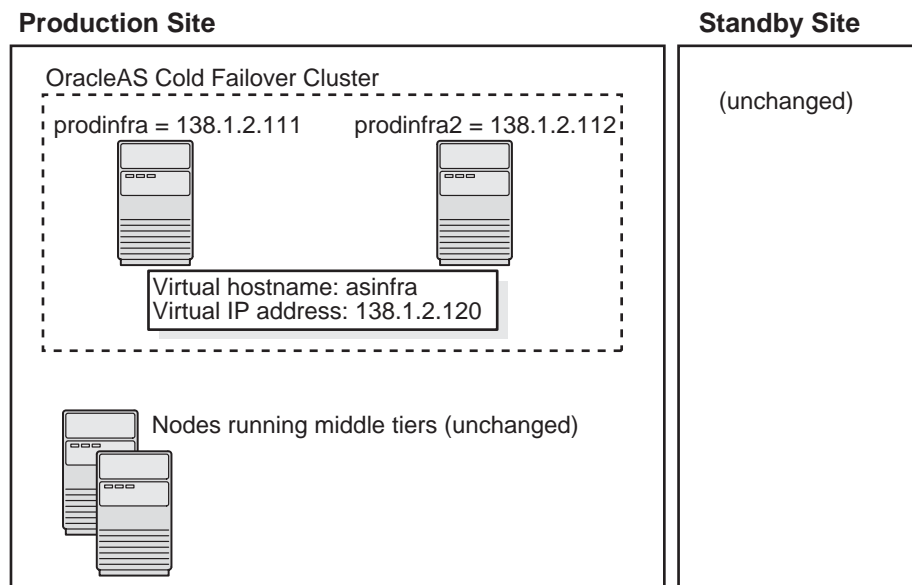 Production Site
Standby Site
OracleAS Cold Failover Cluster
prodinfra = 138.1.2.111
prodinfra2 = 138.1.2.112
Virtual hostname: asinfra
Virtual IP address: 138.1.2.120
Nodes running middle tiers (unchanged)
(unchanged)